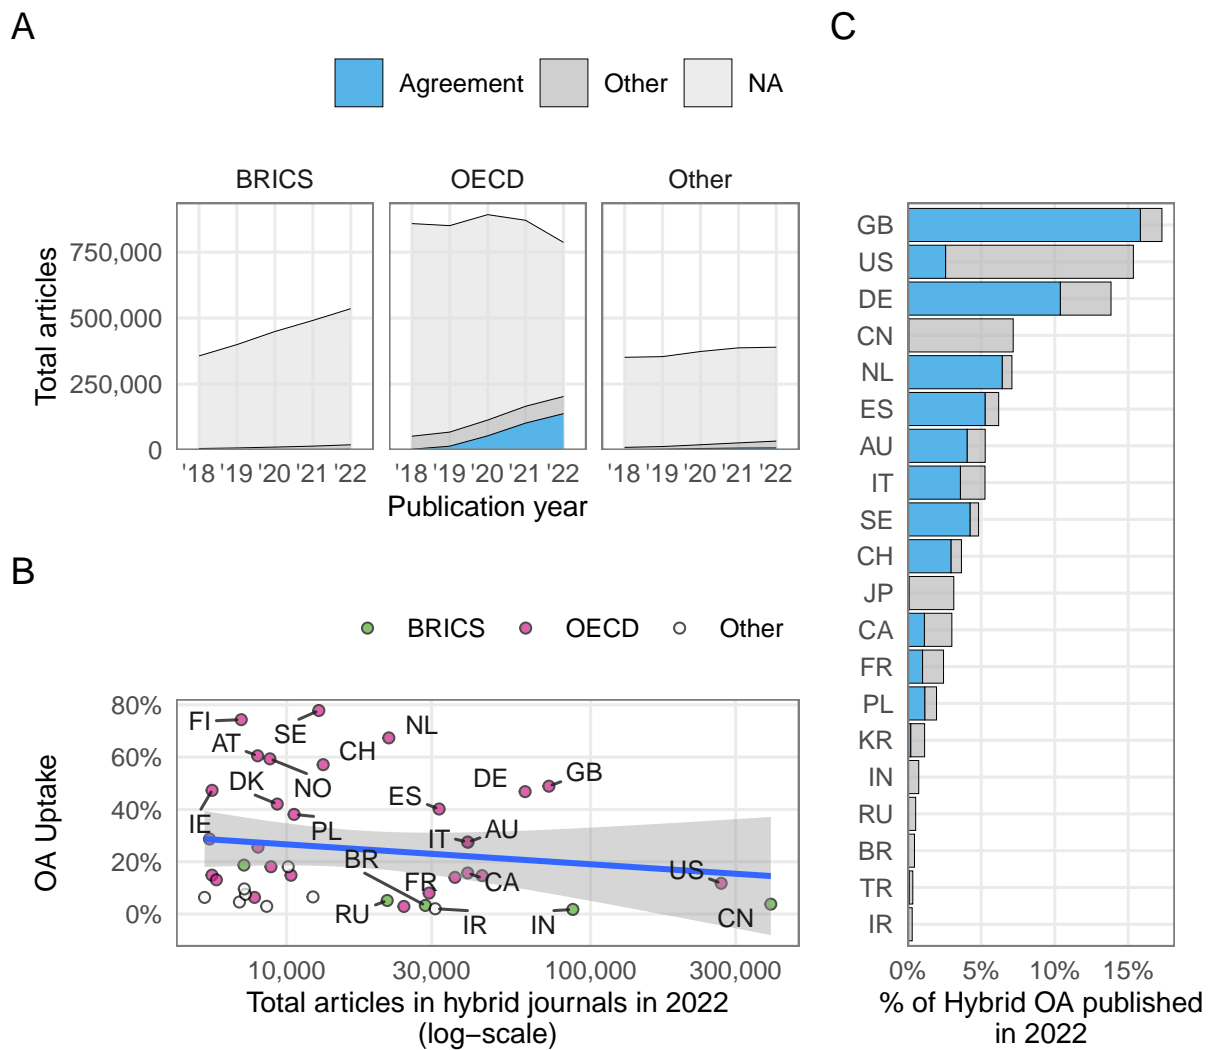 A
Agreement Other NA
BRICS OECD Other
Total articles
750,000
500,000
250,000
0
'18 '19 '20 '21 '22 '18 '19 '20 '21 '22 '18 '19 '20 '21 '22
Publication year
B
BRICS OECD Other
OA Uptake
80%
60%
40%
20%
0%
FI
SE
NL
AT
CH
NO
DK
DE
GB
ES
IE
PL
IT
AU
BR
FR
CA
US
RU
IR
IN
CN
10,000 30,000 100,000 300,000
Total articles in hybrid journals in 2022
(log−scale)
C
GB
US
DE
CN
NL
ES
AU
IT
SE
CH
JP
CA
FR
PL
KR
IN
RU
BR
TR
IR
0% 5% 10% 15%
% of Hybrid OA published
in 2022